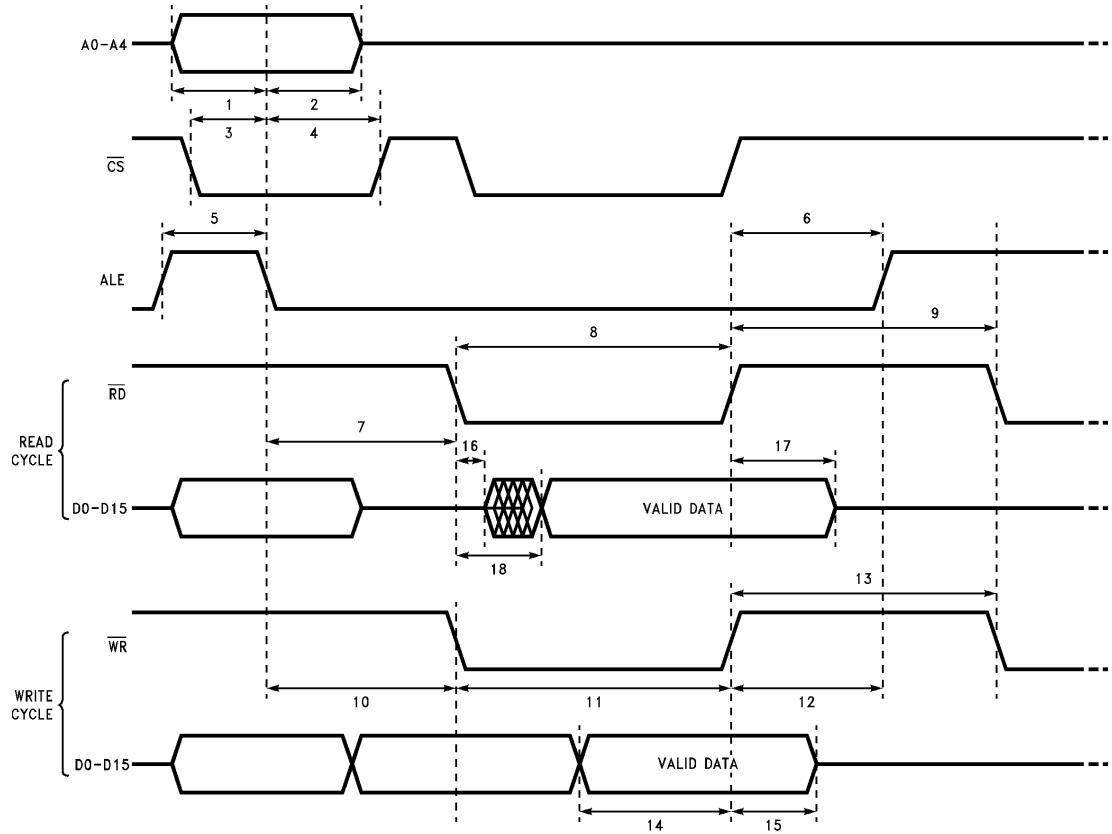 A0-A4
1
2
3
4
CS
5
6
ALE
9
8
RD
7
READ
CYCLE
16
17
D0-D15
VALID DATA
18
13
WR
10
11
12
WRITE
CYCLE
D0-D15
VALID DATA
14
15